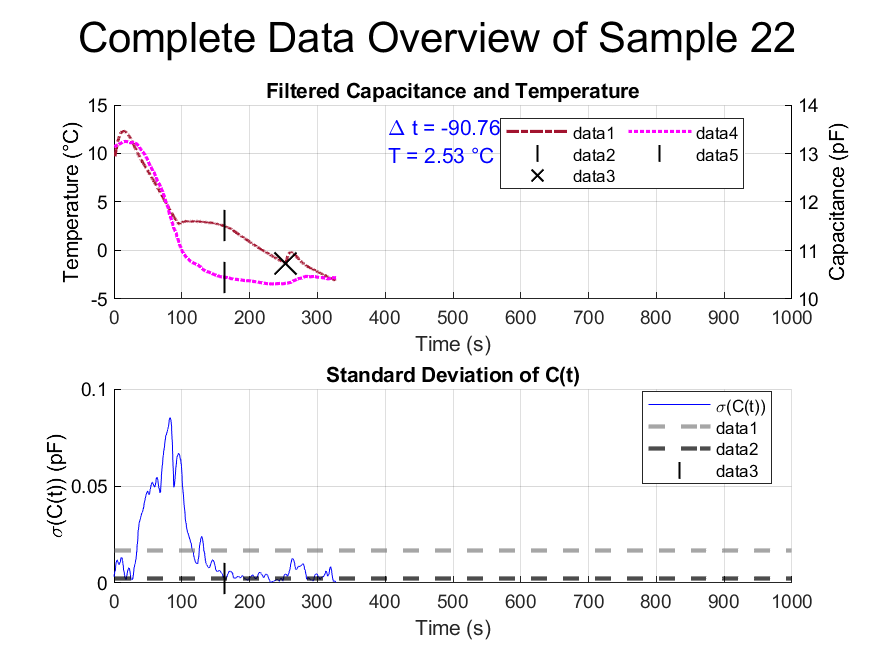 Complete Data Overview of Sample 22
Filtered Capacitance and Temperature
15
10
5
0
-5
Temperature (°C)
14
13
12
11
10
Capacitance (pF)
Δ t = -90.76
T = 2.53 °C
data1
data2
data3
data4
data5
0 100 200 300 400 500 600 700 800 900 1000
Time (s)
Standard Deviation of C(t)
0.1
0.05
0
σ(C(t)) (pF)
σ(C(t))
data1
data2
data3
0 100 200 300 400 500 600 700 800 900 1000
Time (s)